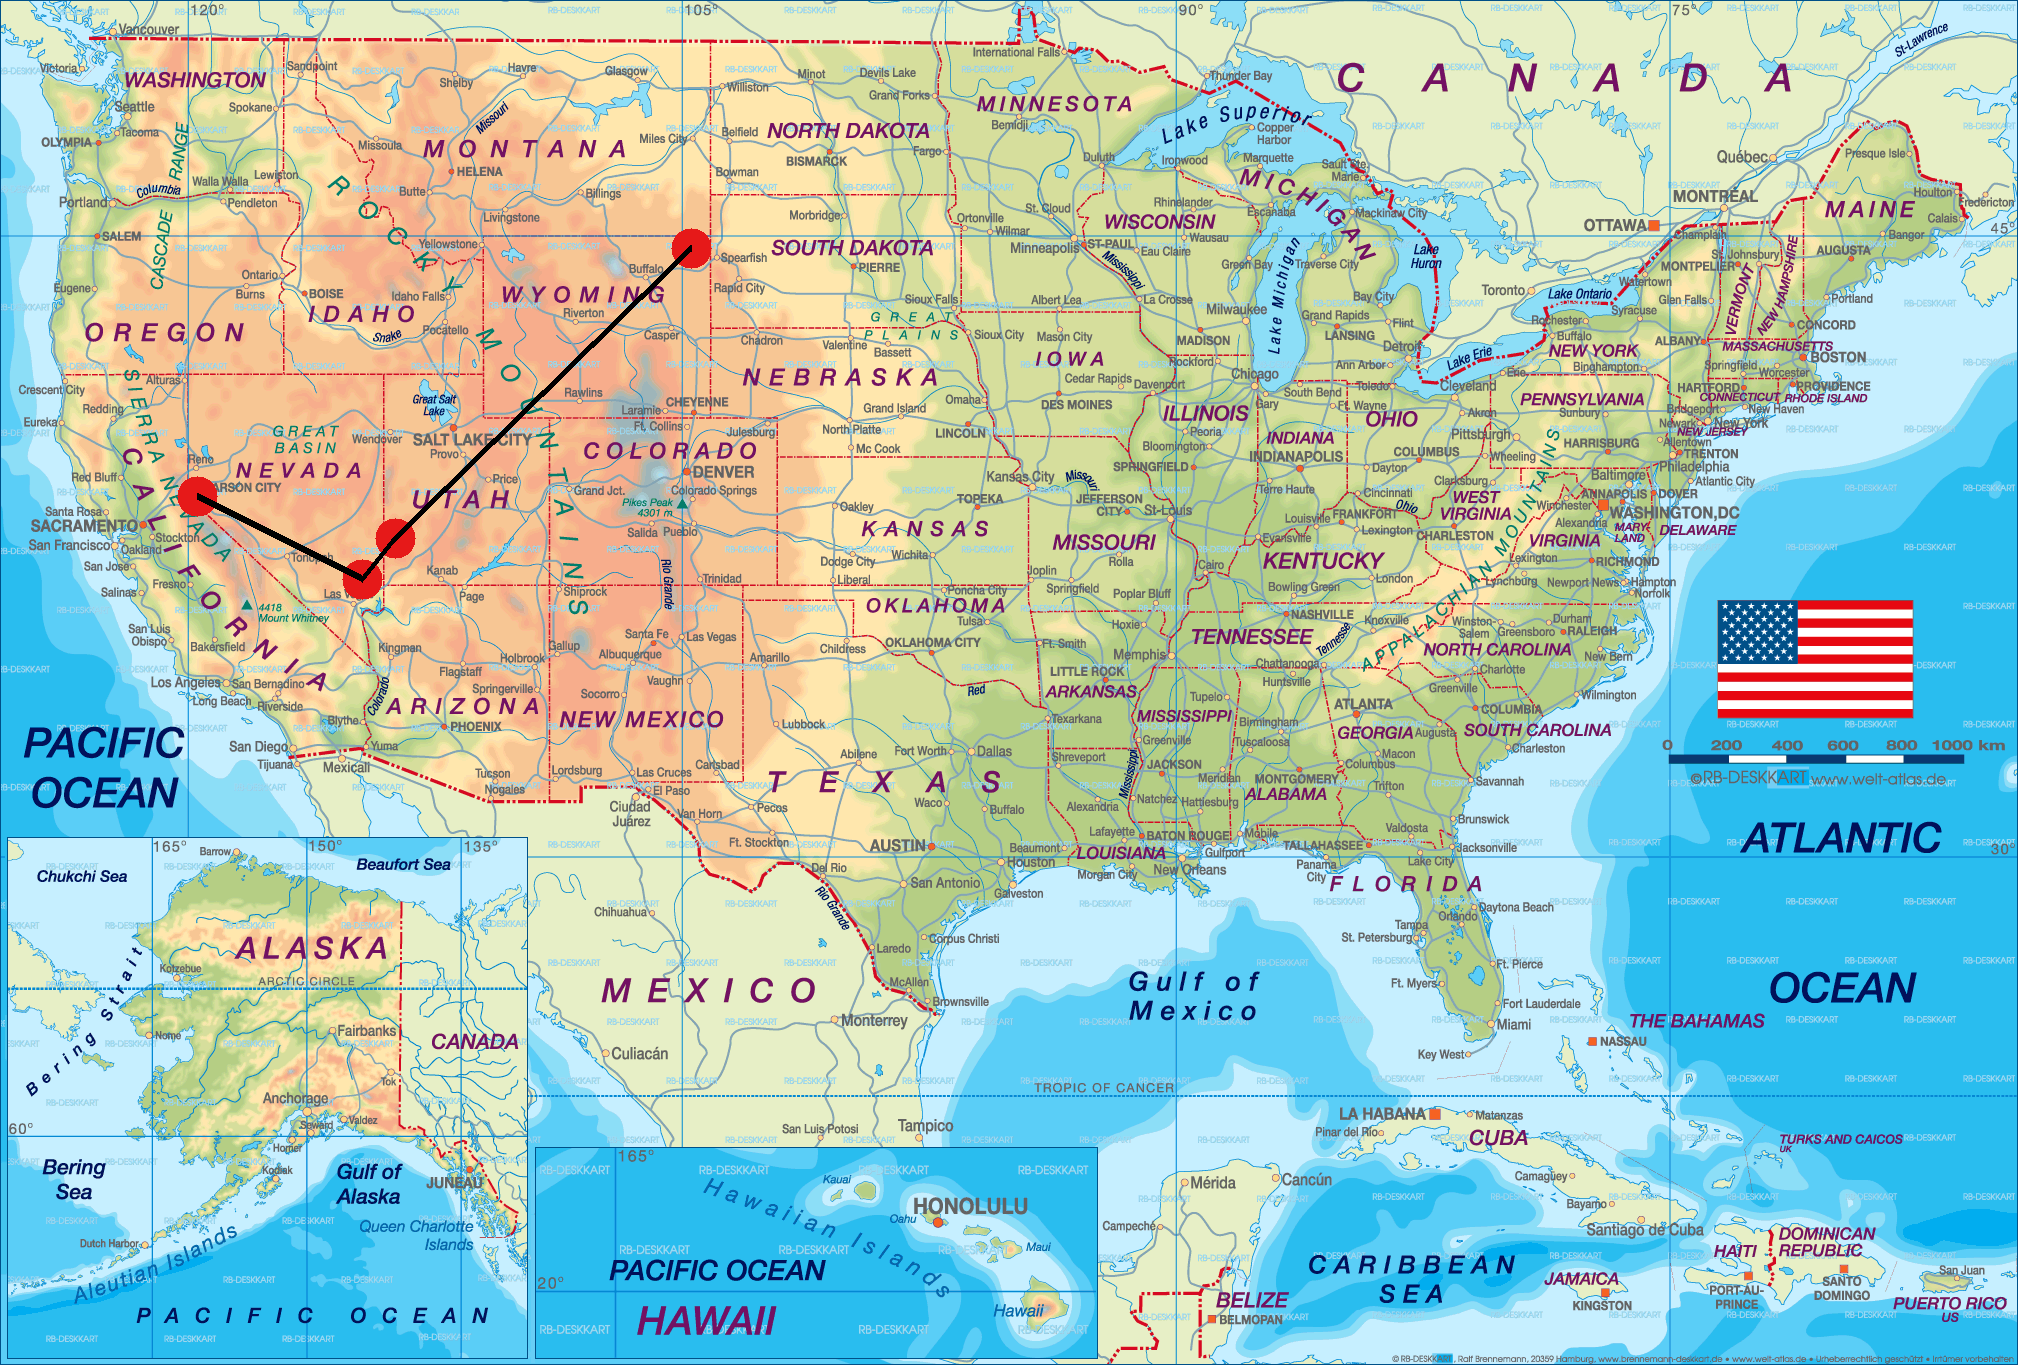 120°
105°
90°
75°
Vancouver
Victoria
WASHINGTON
Seattle
Tacoma
OLYMPIA
Spokane
Sandpoint
CASCADE RANGE
Columbia
Walla Walla
Lewiston
Portland
Pendleton
SALEM
Eugene
Ontario
Burns
OREGON
BOISE
IDAHO
Idaho Falls
Pocatello
Snake
Shelby
Havre
Glasgow
Missouri
Missoula
MONTANA
Miles City
HELENA
Butte
Billings
Livingstone
Yellowstone
ROCKY MOUNTAINS
Buffalo
WYOMING
Riverton
Casper
Rawlins
Laramie
CHEYENNE
Williston
Minot
Devils Lake
Grand Forks
Belfield
NORTH DAKOTA
BISMARCK
Fargo
Bowman
Morbridge
SOUTH DAKOTA
PIERRE
Spearfish
Rapid City
Sioux Falls
GREAT
PLAINS
Chadron
Valentine
Bassett
Sioux City
NEBRASKA
Grand Island
Omaha
North Platte
LINCOLN
Mc Cook
Julesburg
International Falls
MINNESOTA
Bemidji
Duluth
Ortonville
St. Cloud
Wilmar
Minneapolis
ST-PAUL
Albert Lea
Mississippi
La Crosse
Thunder Bay
Lake Superior
Copper
Harbor
Ironwood
Marquette
Sault Ste.
Marie
MICHIGAN
Rhinelander
Escanaba
Mackinaw City
WISCONSIN
Wausau
Eau Claire
Green Bay
Traverse City
Lake Michigan
Lake
Huron
Milwaukee
MADISON
Rockford
Bay City
Grand Rapids
LANSING
Flint
Detroit
Ann Arbor
Mason City
IOWA
Cedar Rapids
Davenport
DES MOINES
Chicago
Gary
South Bend
Toledo
Ft. Wayne
ILLINOIS
Peoria
Bloomington
SPRINGFIELD
INDIANA
INDIANAPOLIS
Terre Haute
OHIO
COLUMBUS
Dayton
Cincinnati
Cleveland
Akron
CANADA
Québec
MONTRÉAL
OTTAWA
St-Lawrence
Presque Isle
MAINE
Houlton
Fredericton
Calais
Bangor
AUGUSTA
45°
Champlain
St. Johnsbury
MONTPELIER
VERMONT
NEW HAMPSHIRE
Portland
CONCORD
Toronto
Lake Ontario
Watertown
Glen Falls
Rochester
Syracuse
Buffalo
ALBANY
MASSACHUSETTS
BOSTON
Springfield
Worcester
HARTFORD
PROVIDENCE
CONNECTICUT
RHODE ISLAND
Lake Erie
Erie
NEW YORK
Binghampton
PENNSYLVANIA
Sunbury
Bridgeport
New Haven
Newark
New York
NEW JERSEY
Pittsburgh
HARRISBURG
Allentown
TRENTON
Philadelphia
Wheeling
Baltimore
Atlantic City
Clarksburg
WEST
VIRGINIA
Winchester
ANNAPOLIS
DOVER
WASHINGTON,DC
Alexandria
MARY-
LAND
DELAWARE
CHARLESTON
VIRGINIA
Lexington
RICHMOND
Lynchburg
Newport News
Hampton
Norfolk
APPALACHIAN MOUNTAINS
Crescent City
Alturas
Redding
Eureka
SIERRA NEVADA
GREAT
BASIN
Great Salt
Lake
Wendover
SALT LAKE CITY
Provo
Price
Reno
NEVADA
ARSON CITY
UTAH
Red Bluff
Santa Rosa
SACRAMENTO
San Francisco
Stockton
Oakland
San Jose
Salinas
Fresno
Tonopah
CALIFORNIA
4418
Mount Whitney
Las V
Kanab
Page
San Luis
Obispo
Bakersfield
Los Angeles
San Bernardino
Long Beach
Riverside
Blythe
San Diego
Tijuana
Yuma
Mexicali
Colorado
Kingman
Flagstaff
Holbrook
Springerville
ARIZONA
PHOENIX
Tucson
Nogales
Ft. Collins
COLORADO
DENVER
Grand Jct.
Colorado Springs
Pikes Peak
4301 m
Salida
Pueblo
Trinidad
Rio Grande
Shiprock
Gallup
Santa Fe
Las Vegas
Albuquerque
Vaughn
Socorro
NEW MEXICO
Lordsburg
Las Cruces
El Paso
Carlsbad
Ciudad
Juárez
Oakley
TOPEKA
Kansas City
KANSAS
Wichita
Dodge City
Liberal
Ponca City
Tulsa
OKLAHOMA
OKLAHOMA CITY
Childress
Amarillo
Lubbock
Abilene
Fort Worth
Dallas
TEXAS
Waco
Buffalo
Pecos
Van Horn
Ft. Stockton
AUSTIN
Del Rio
San Antonio
Beaumont
Houston
Galveston
Rio Grande
Laredo
Corpus Christi
McAllen
Brownsville
Red
Missouri
JEFFERSON
CITY
St-Louis
MISSOURI
Rolla
Joplin
Springfield
Poplar Bluff
Cairo
Hoxie
Ft. Smith
LITTLE ROCK
ARKANSAS
Memphis
Texarkana
Shreveport
Evansville
Louisville
FRANKFORT
Lexington
Ohio
KENTUCKY
Bowling Green
London
NASHVILLE
Knoxville
TENNESSEE
Tennesse
Chattanooga
Huntsville
Winston-
Salem
Greensboro
Durham
RALEIGH
NORTH CAROLINA
Charlotte
New Bern
Greenville
Wilmington
COLUMBIA
SOUTH CAROLINA
Charleston
Tupelo
MISSISSIPPI
Greenville
JACKSON
Meridian
Natchez
Hattiesburg
Mississippi
Birmingham
Tuscaloosa
MONTGOMERY
ALABAMA
ATLANTA
GEORGIA
Augusta
Macon
Columbus
Savannah
Tifton
Brunswick
Valdosta
Alexandria
Lafayette
BATON ROUGE
LOUISIANA
Morgan City
New Orleans
Gulfport
Mobile
TALLAHASSEE
Panama
City
Lake City
Jacksonville
FLORIDA
Daytona Beach
Orlando
Tampa
St. Petersburg
Ft. Pierce
Ft. Myers
Fort Lauderdale
Miami
Key West
0 200 400 600 800 1000 km
©RB-DESKKART www.welt-atlas.de
PACIFIC
OCEAN
ATLANTIC
OCEAN
30°
Gulf of
Mexico
THE BAHAMAS
NASSAU
TROPIC OF CANCER
Chihuahua
MEXICO
Monterrey
Culiacán
San Luis Potosi
Tampico
LA HABANA
Matanzas
Pinar del Rio
CUBA
Camagüey
Bayamo
Santiago de Cuba
TURKS AND CAICOS
UK
Mérida
Cancún
Campeche
BELIZE
BELMOPAN
CARIBBEAN
SEA
JAMAICA
KINGSTON
HAITI
PORT-AU-
PRINCE
DOMINICAN
REPUBLIC
SANTO
DOMINGO
San Juan
PUERTO RICO
US
165°
150°
135°
Barrow
Beaufort Sea
Chukchi Sea
ALASKA
Kotzebue
ARCTIC CIRCLE
Bering Strait
Nome
Fairbanks
CANADA
Tok
Anchorage
Valdez
Seward
60°
Homer
Kodiak
Bering
Sea
Gulf of
Alaska
JUNEAU
Queen Charlotte
Islands
Dutch Harbor
Aleutian Islands
PACIFIC OCEAN
165°
Kauai
Hawaiian Islands
HONOLULU
Oahu
Maui
20°
PACIFIC OCEAN
HAWAII
Hawaii
© RB-DESKKART, Ralf Brennemann, 20359 Hamburg, www.brennemann-deskkart.de • www.welt-atlas.de • Urheberrechtlich geschützt • Irrtümer vorbehalten